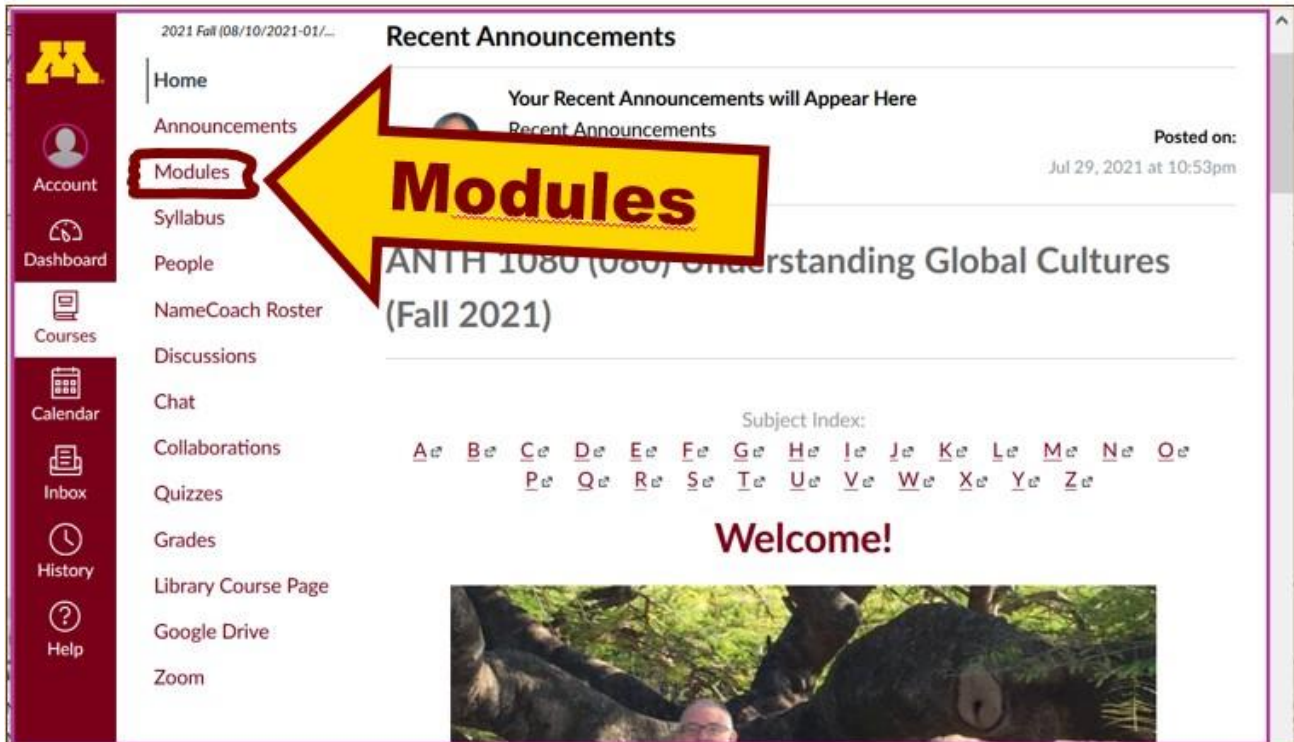 M
Account
Dashboard
Courses
Calendar
Inbox
History
Help
2021 Fall (08/10/2021-01/...
Home
Announcements
Modules
Syllabus
People
NameCoach Roster
Discussions
Chat
Collaborations
Quizzes
Grades
Library Course Page
Google Drive
Zoom
Modules
Recent Announcements
Your Recent Announcements will Appear Here
Recent Announcements
Posted on:
Jul 29, 2021 at 10:53pm
ANTH 1080 (080) Understanding Global Cultures
(Fall 2021)
Subject Index:
A B C D E F G H I J K L M N O
P Q R S T U V W X Y Z
Welcome!